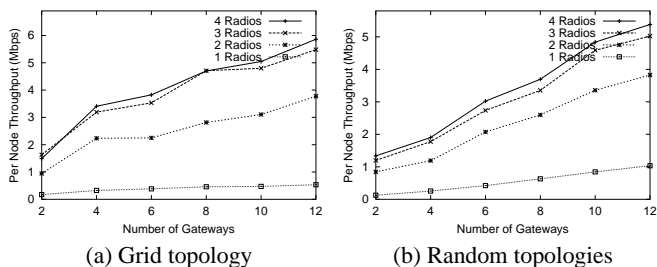 Per Node Throughput (Mbps)
6
5
4
3
2
1
0
4 Radios
3 Radios
2 Radios
1 Radios
2 4 6 8 10 12
Number of Gateways
(a) Grid topology
Per Node Throughput (Mbps)
5
4
3
2
1
0
4 Radios
3 Radios
2 Radios
1 Radios
2 4 6 8 10 12
Number of Gateways
(b) Random topologies